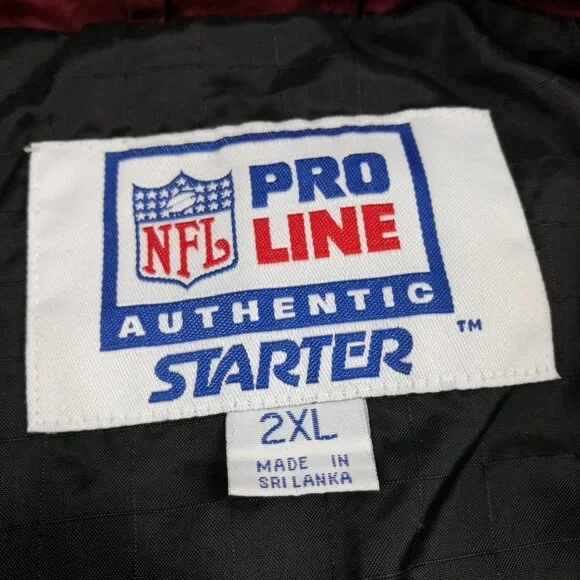 NFL
PRO
LINE
AUTHENTIC
STARTER ™
2XL
MADE IN
SRI LANKA